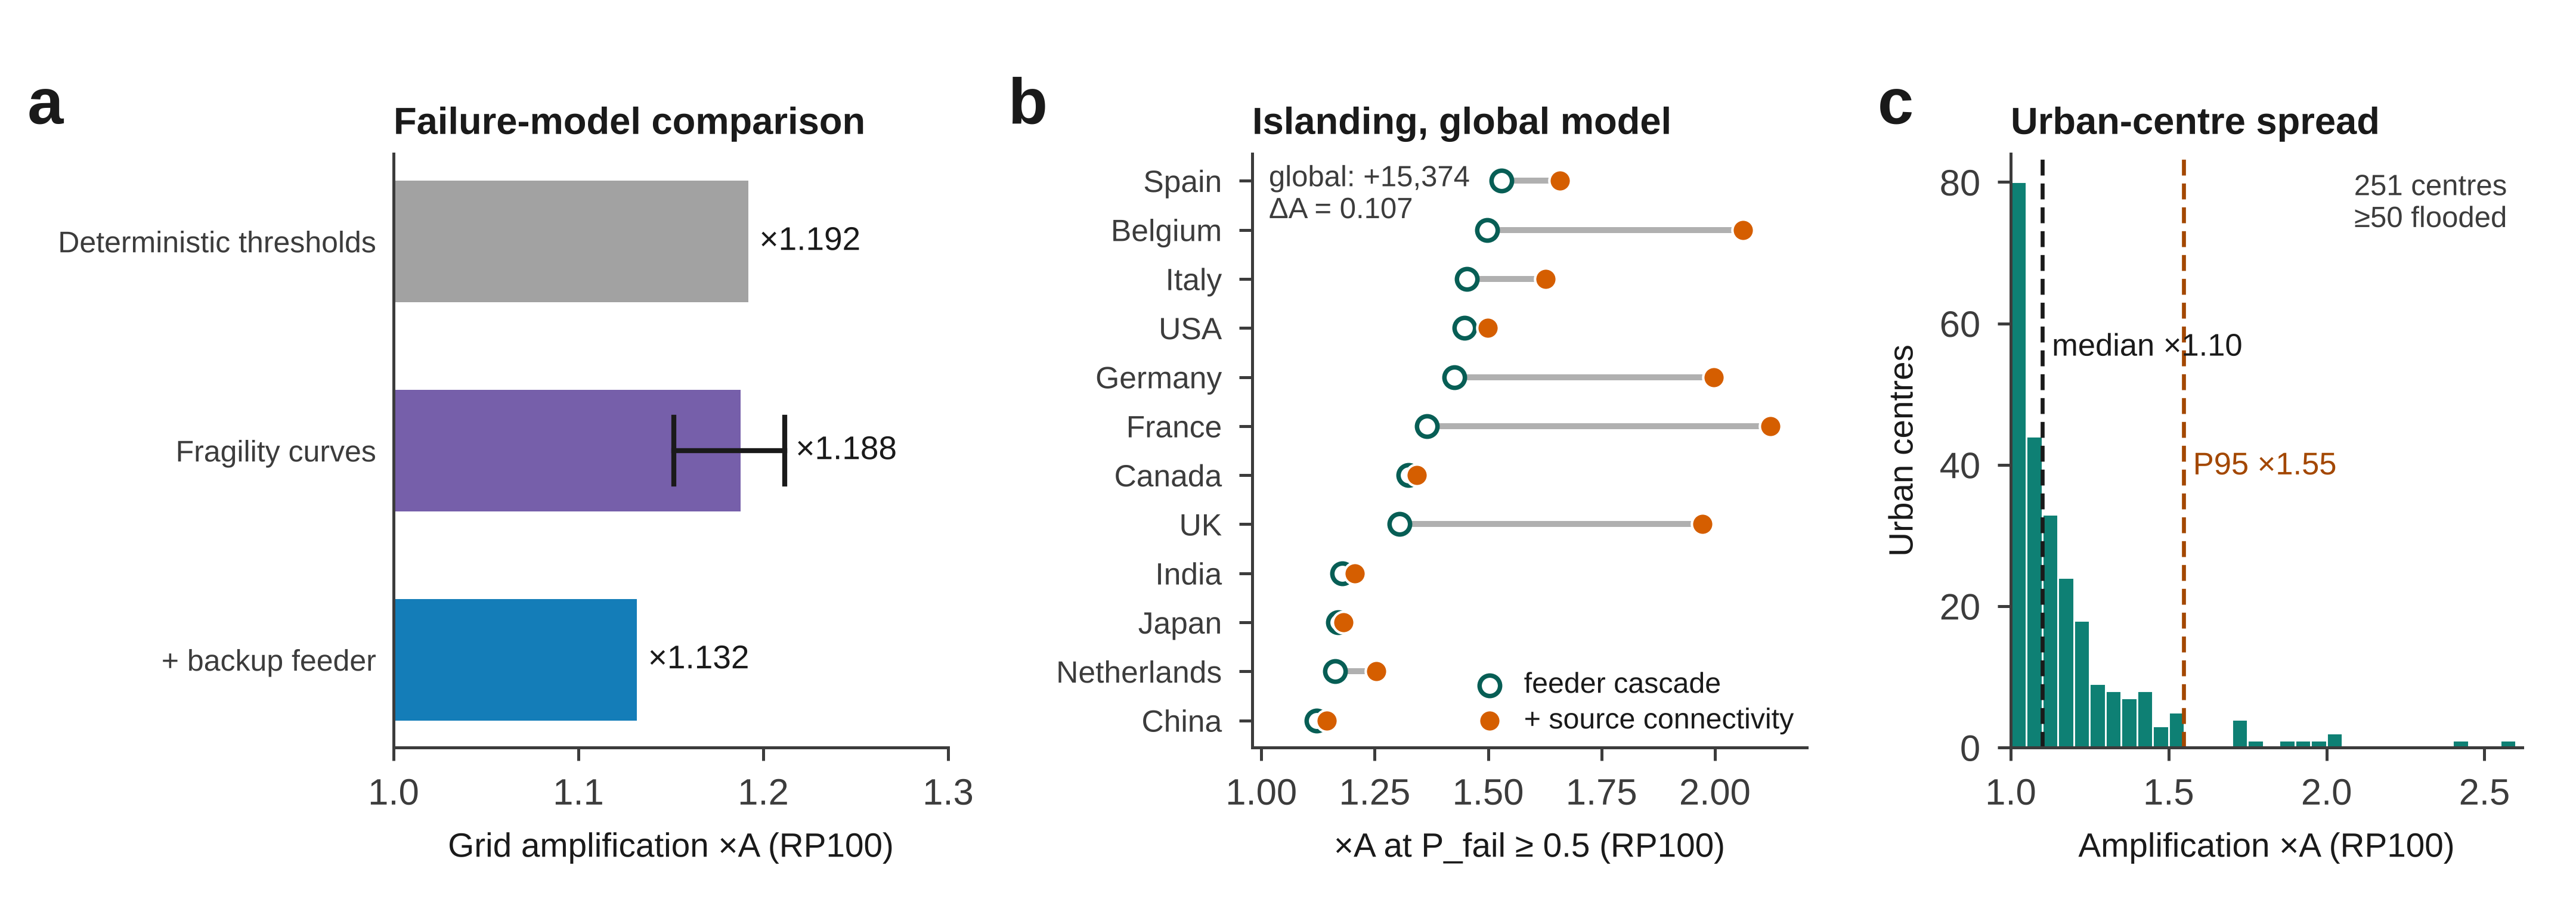 a
Failure-model comparison
Deterministic thresholds
×1.192
Fragility curves
×1.188
+ backup feeder
×1.132
1.0 1.1 1.2 1.3
Grid amplification ×A (RP100)
b
Islanding, global model
global: +15,374
ΔA = 0.107
Spain
Belgium
Italy
USA
Germany
France
Canada
UK
India
Japan
Netherlands
China
feeder cascade
+ source connectivity
1.00 1.25 1.50 1.75 2.00
×A at P_fail ≥ 0.5 (RP100)
c
Urban-centre spread
251 centres
≥50 flooded
median ×1.10
P95 ×1.55
Urban centres
80
60
40
20
0
1.0 1.5 2.0 2.5
Amplification ×A (RP100)